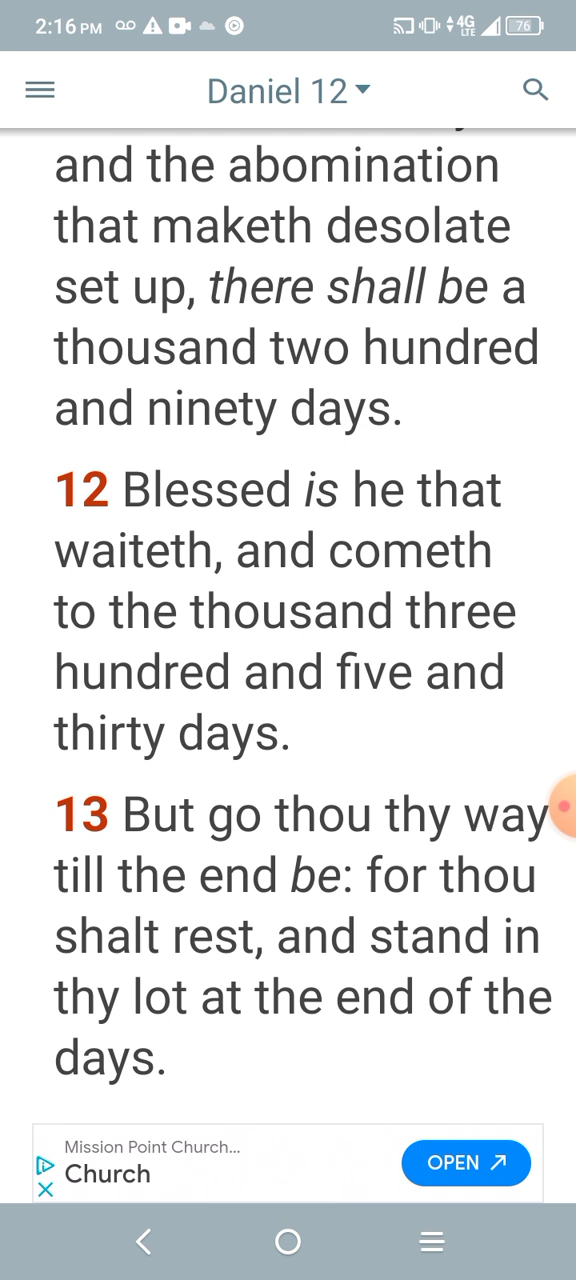 2:16 PM
4G
LTE
76
Daniel 12
and the abomination
that maketh desolate
set up, there shall be a
thousand two hundred
and ninety days.
12 Blessed is he that
waiteth, and cometh
to the thousand three
hundred and five and
thirty days.
13 But go thou thy way
till the end be: for thou
shalt rest, and stand in
thy lot at the end of the
days.
Mission Point Church...
Church
OPEN